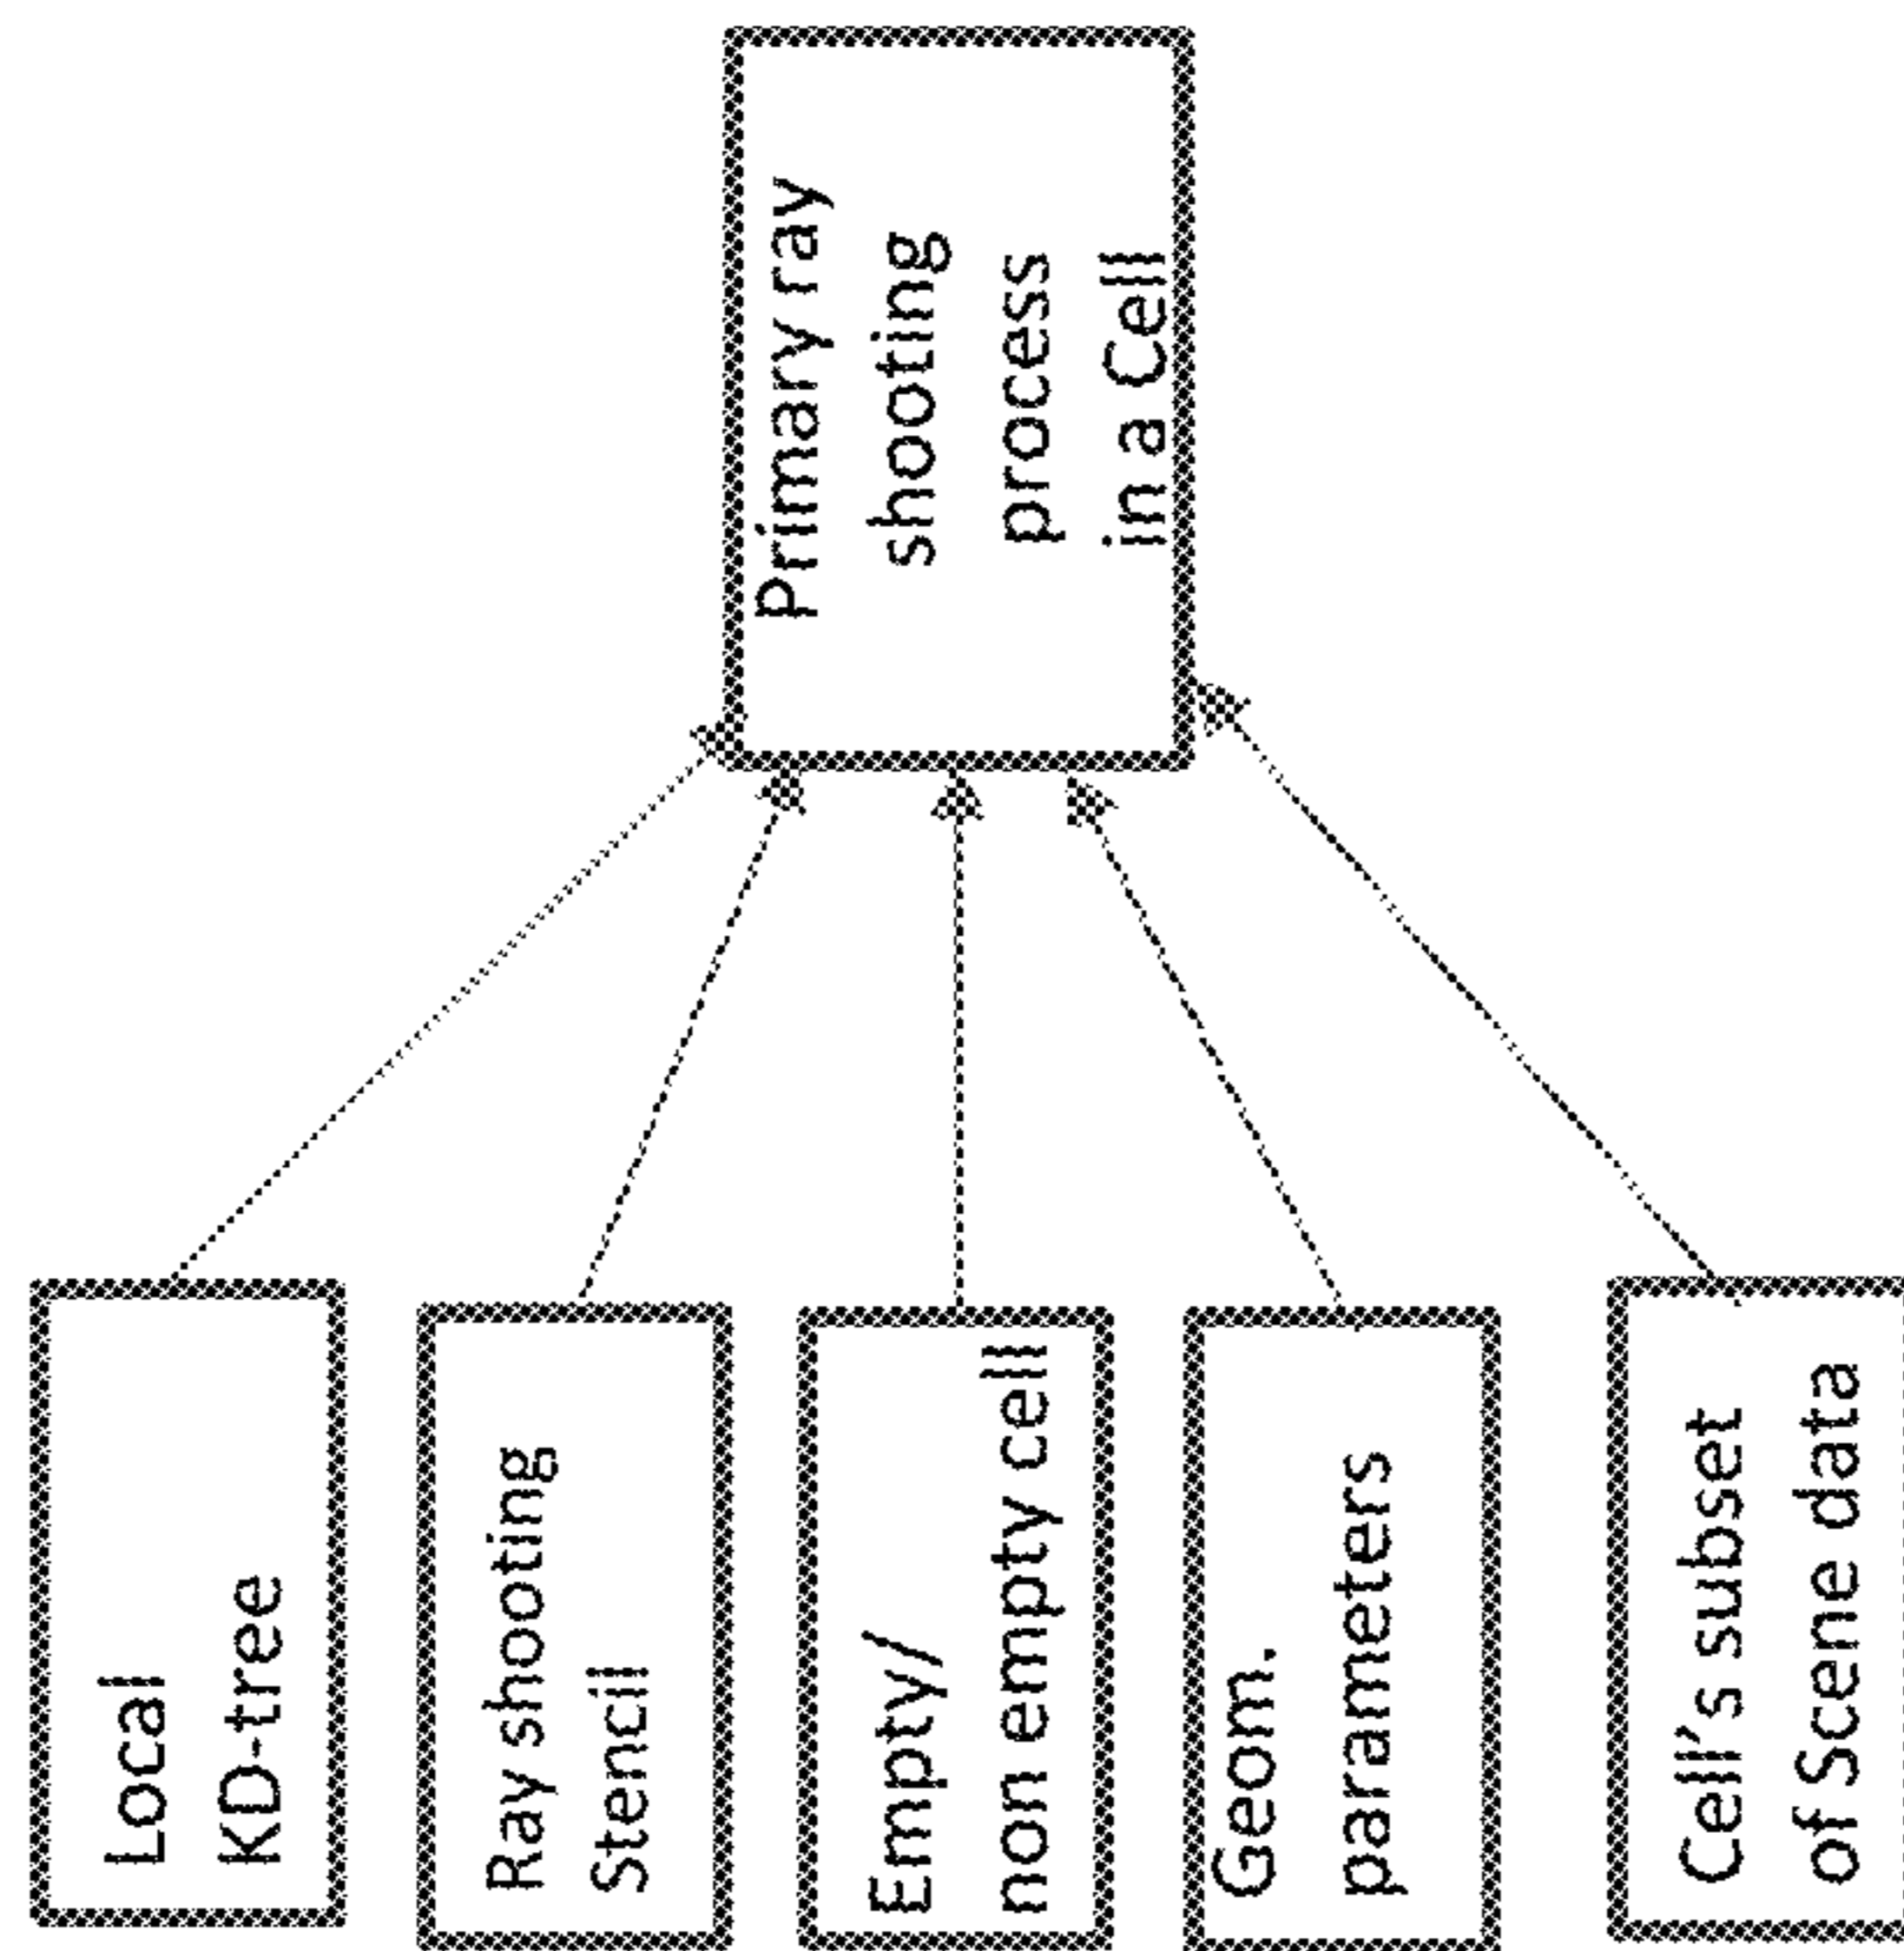 Local
KD-tree
Ray shooting
Stencil
Empty/
non empty cell
Geom.
parameters
Cell's subset
of Scene data
Primary ray
shooting
process
in a Cell